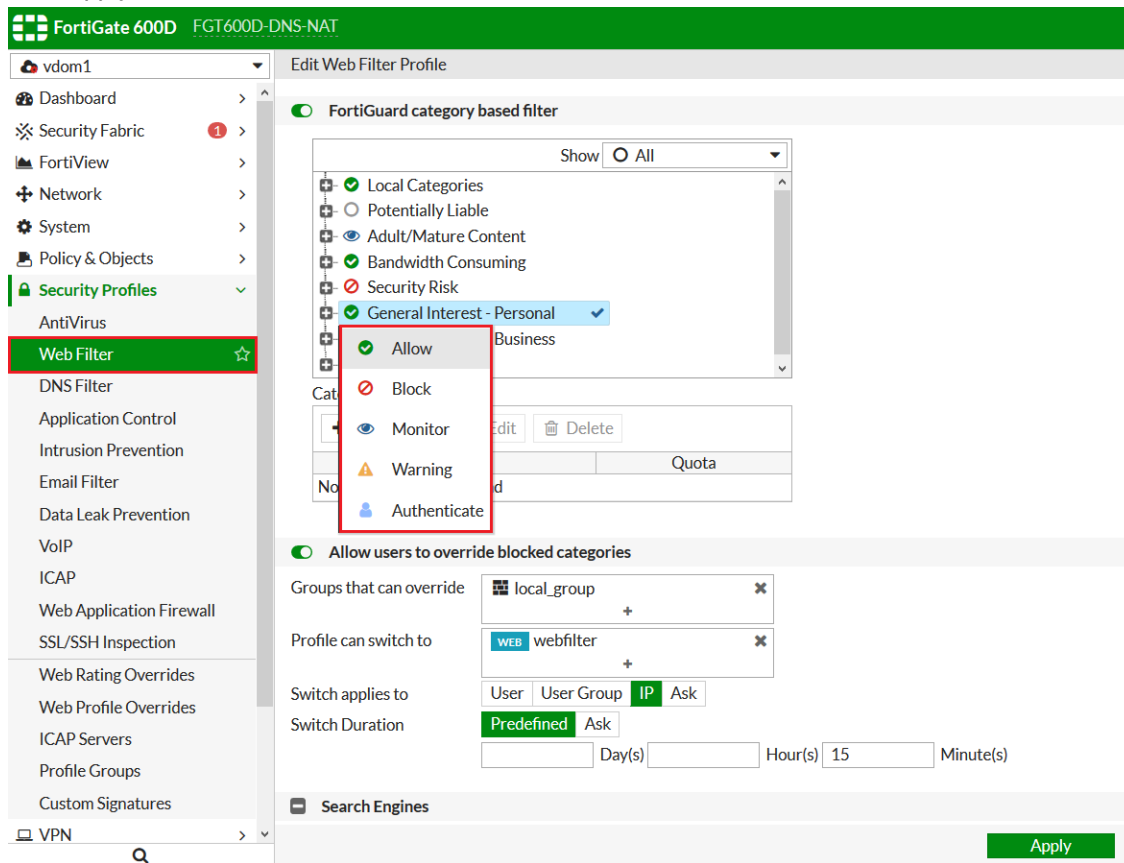 FortiGate 600D FGT600D-DNS-NAT
vdom1
Dashboard
Security Fabric 1
FortiView
Network
System
Policy & Objects
Security Profiles
AntiVirus
Web Filter
DNS Filter
Application Control
Intrusion Prevention
Email Filter
Data Leak Prevention
VoIP
ICAP
Web Application Firewall
SSL/SSH Inspection
Web Rating Overrides
Web Profile Overrides
ICAP Servers
Profile Groups
Custom Signatures
VPN
Edit Web Filter Profile
FortiGuard category based filter
Show All
Local Categories
Potentially Liable
Adult/Mature Content
Bandwidth Consuming
Security Risk
General Interest - Personal
Business
Allow
Block
Monitor
Warning
Authenticate
Cat
Edit Delete
Quota
No d
Allow users to override blocked categories
Groups that can override local_group
Profile can switch to WEB webfilter
Switch applies to User User Group IP Ask
Switch Duration Predefined Ask
Day(s) Hour(s) 15 Minute(s)
Search Engines
Apply